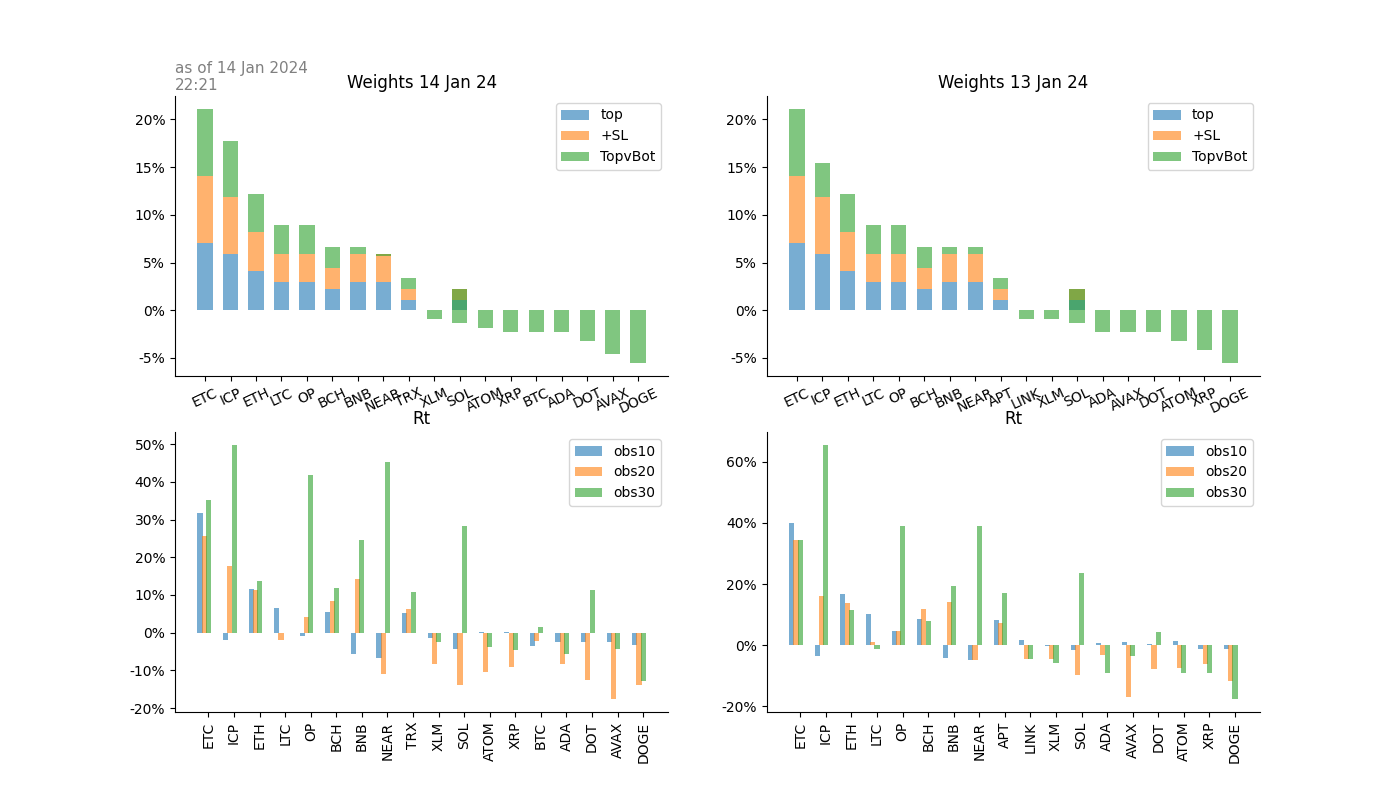 as of 14 Jan 2024
22:21
Weights 14 Jan 24
20%
15%
10%
5%
0%
-5%
top
+SL
TopvBot
ETC ICP ETH LTC OP BCH BNB NEAR TRX XLM SOL ATOM XRP BTC ADA DOT AVAX DOGE
Weights 13 Jan 24
20%
15%
10%
5%
0%
-5%
top
+SL
TopvBot
ETC ICP ETH LTC OP BCH BNB NEAR APT LINK XLM SOL ADA AVAX DOT ATOM XRP DOGE
Rt
50%
40%
30%
20%
10%
0%
-10%
-20%
obs10
obs20
obs30
ETC ICP ETH LTC OP BCH BNB NEAR TRX XLM SOL ATOM XRP BTC ADA DOT AVAX DOGE
Rt
60%
40%
20%
0%
-20%
obs10
obs20
obs30
ETC ICP ETH LTC OP BCH BNB NEAR APT LINK XLM SOL ADA AVAX DOT ATOM XRP DOGE